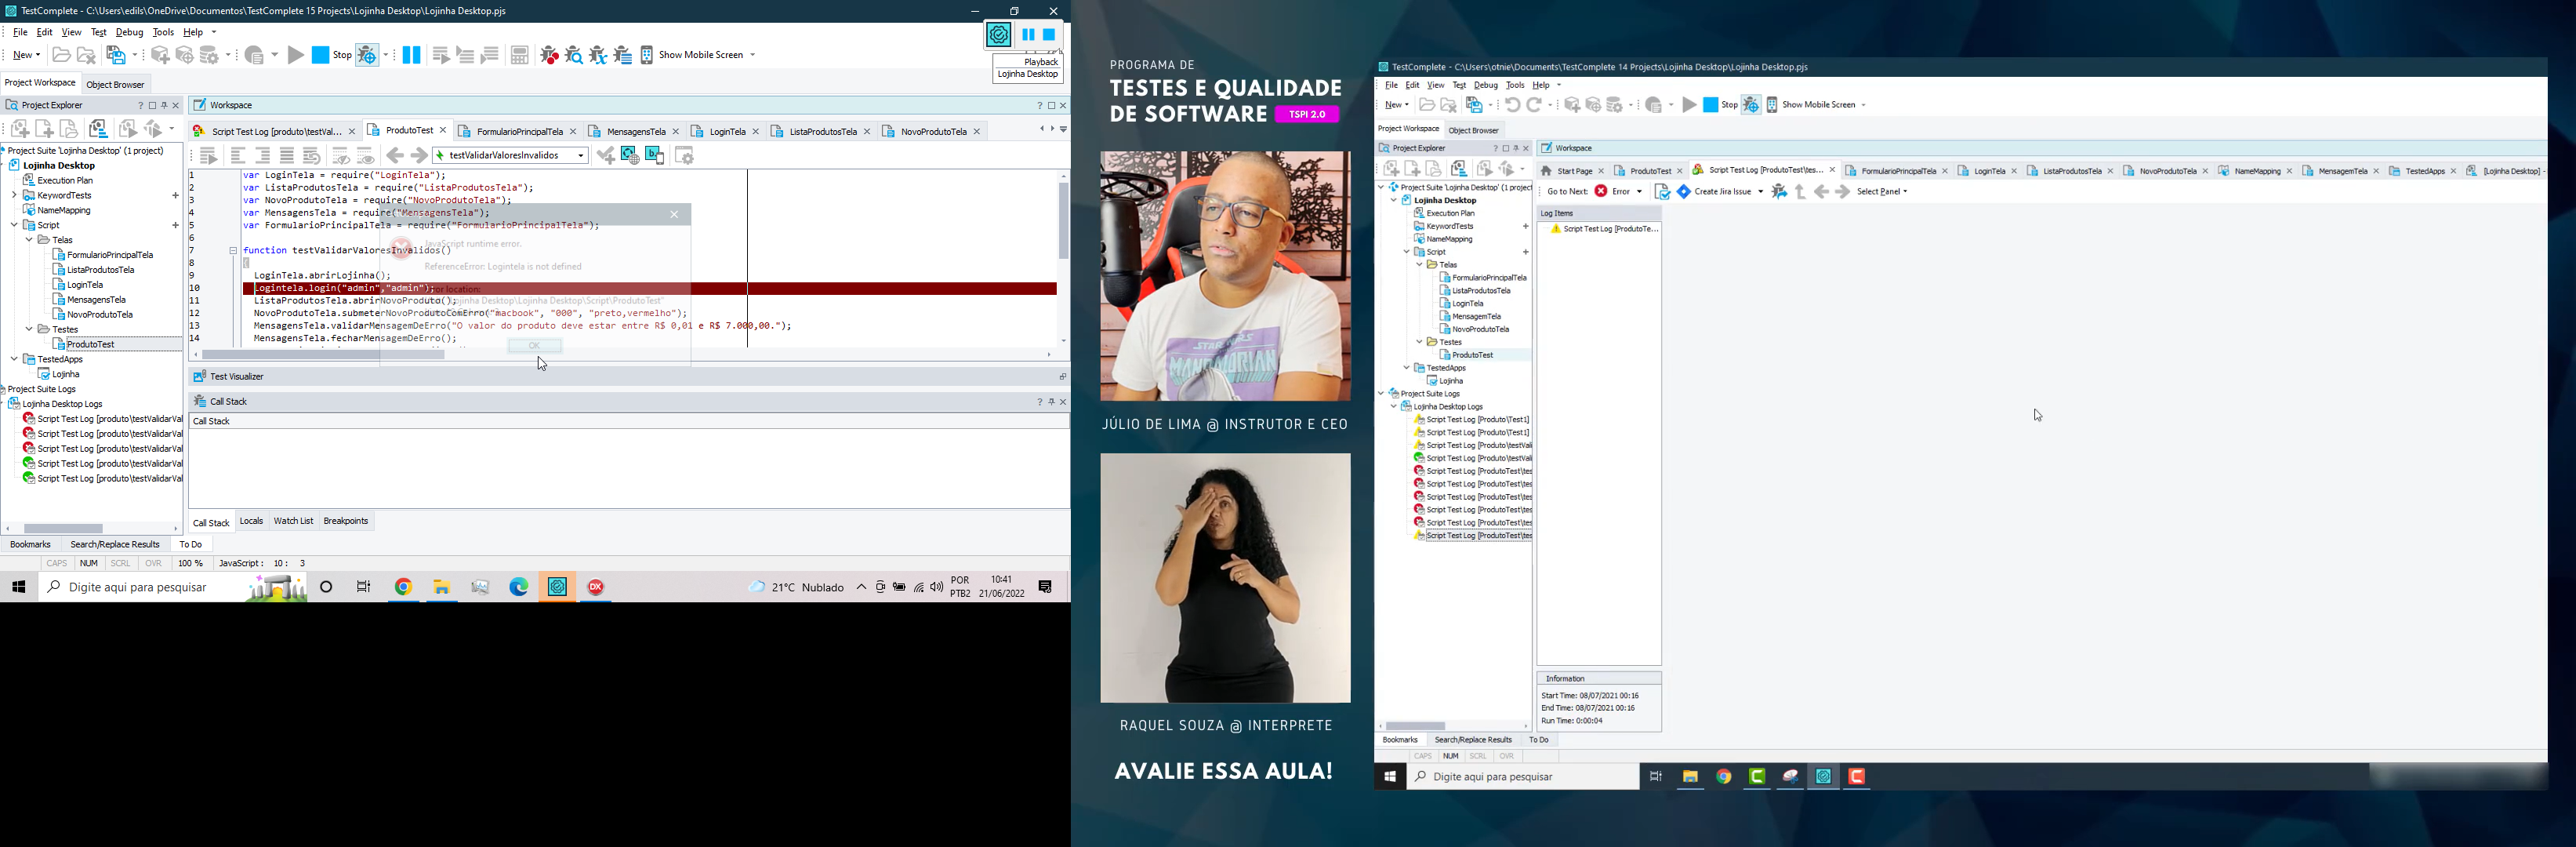 TestComplete - C:\Users\edils\OneDrive\Documentos\TestComplete 15 Projects\Lojinha Desktop\Lojinha Desktop.pjs
File Edit View Test Debug Tools Help
New Stop Show Mobile Screen
Playback
Lojinha Desktop
Project Workspace Object Browser
Project Explorer
Workspace
Script Test Log [produto\testVal... ProdutoTest FormularioPrincipalTela MensagensTela LoginTela ListaProdutosTela NovoProdutoTela
testValidarValoresInvalidos
Project Suite 'Lojinha Desktop' (1 project)
Lojinha Desktop
Execution Plan
KeywordTests
NameMapping
Script
Telas
FormularioPrincipalTela
ListaProdutosTela
LoginTela
MensagensTela
NovoProdutoTela
Testes
ProdutoTest
TestedApps
Lojinha
Project Suite Logs
Lojinha Desktop Logs
Script Test Log [produto\testValidarVal
Script Test Log [produto\testValidarVal
Script Test Log [produto\testValidarVal
Script Test Log [produto\testValidarVal
Script Test Log [produto\testValidarVal
1 var LoginTela = require("LoginTela");
2 var ListaProdutosTela = require("ListaProdutosTela");
3 var NovoProdutoTela = require("NovoProdutoTela");
4 var MensagensTela = require("MensagensTela");
5 var FormularioPrincipalTela = require("FormularioPrincipalTela");
6
7 function testValidarValoresInvalidos()
8 {
9 LoginTela.abrirLojinha();
10 Logintela.login("admin","admin");
11 ListaProdutosTela.abrirNovoProduto();
12 NovoProdutoTela.submeterNovoProdutoComErro("macbook", "000", "preto,vermelho");
13 MensagensTela.validarMensagemDeErro("O valor do produto deve estar entre R$ 0,01 e R$ 7.000,00.");
14 MensagensTela.fecharMensagemDeErro();
JavaScript runtime error.
ReferenceError: Logintela is not defined
Error location:
OK
Test Visualizer
Call Stack
Call Stack
Call Stack Locals Watch List Breakpoints
Bookmarks Search/Replace Results To Do
CAPS NUM SCRL OVR 100 % JavaScript : 10 : 3
Digite aqui para pesquisar
DX
21°C Nublado
POR
PTB2
10:41
21/06/2022
PROGRAMA DE
TESTES E QUALIDADE
DE SOFTWARE TSPI 2.0
STAR WARS
MANDALORIAN
JÚLIO DE LIMA @ INSTRUTOR E CEO
RAQUEL SOUZA @ INTERPRETE
AVALIE ESSA AULA!
TestComplete - C:\Users\otnie\Documents\TestComplete 14 Projects\Lojinha Desktop\Lojinha Desktop.pjs
File Edit View Test Debug Tools Help
New Stop Show Mobile Screen
Project Workspace Object Browser
Project Explorer
Workspace
Start Page ProdutoTest Script Test Log [ProdutoTest\tes... FormularioPrincipalTela LoginTela ListaProdutosTela NovoProdutoTela NameMapping MensagemTela TestedApps [Lojinha Desktop] -
Go to Next: Error Create Jira Issue Select Panel
Project Suite 'Lojinha Desktop' (1 project
Lojinha Desktop
Execution Plan
KeywordTests
NameMapping
Script
Telas
FormularioPrincipalTela
ListaProdutosTela
LoginTela
MensagemTela
NovoProdutoTela
Testes
ProdutoTest
TestedApps
Lojinha
Project Suite Logs
Lojinha Desktop Logs
Script Test Log [Produto\Test1]
Script Test Log [Produto\Test1]
Script Test Log [Produto\testVali
Script Test Log [Produto\testVali
Script Test Log [ProdutoTest\tes
Script Test Log [ProdutoTest\tes
Script Test Log [ProdutoTest\tes
Script Test Log [ProdutoTest\tes
Script Test Log [ProdutoTest\tes
Script Test Log [ProdutoTest\tes
Log Items
Script Test Log [ProdutoTe...
Information
Start Time: 08/07/2021 00:16
End Time: 08/07/2021 00:16
Run Time: 0:00:04
Bookmarks Search/Replace Results To Do
CAPS NUM SCRL OVR
Digite aqui para pesquisar